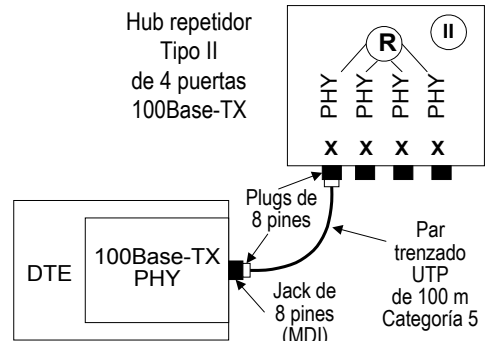 Hub repetidor
Tipo II
de 4 puertas
100Base-TX
R
II
PHY PHY PHY PHY
X X X X
Plugs de
8 pines
Par
trenzado
UTP
de 100 m
Categoría 5
DTE
100Base-TX
PHY
Jack de
8 pines
(MDI)